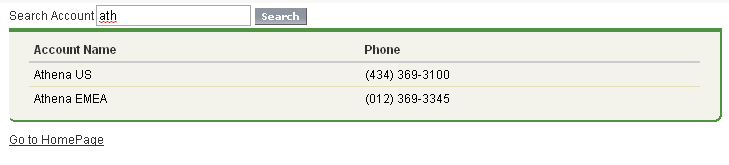 Search Account ath Search
Account Name Phone
Athena US (434) 369-3100
Athena EMEA (012) 369-3345
Go to HomePage